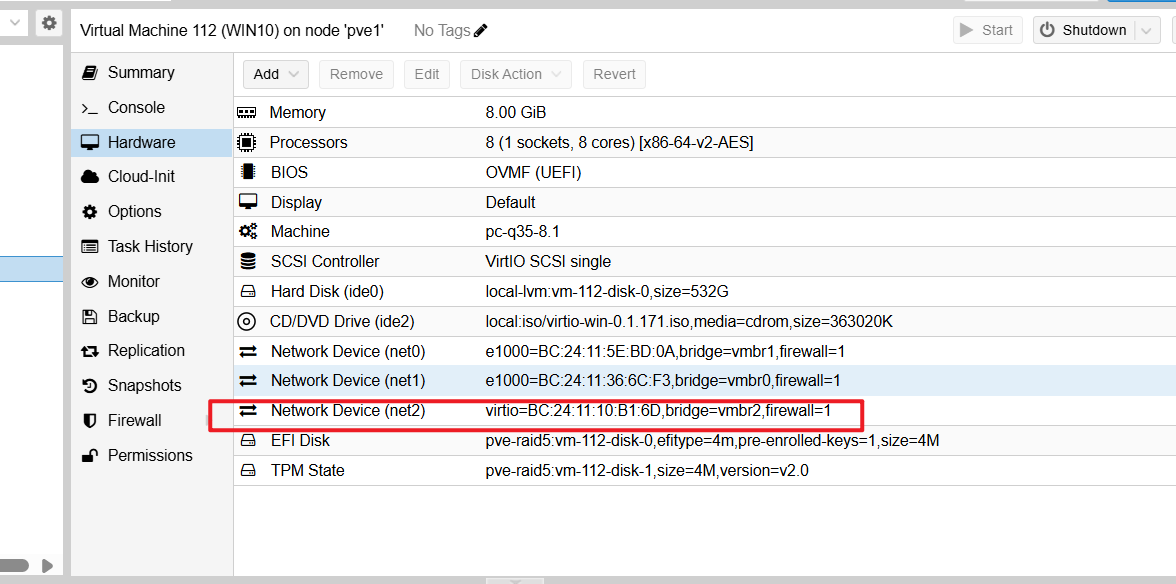 Virtual Machine 112 (WIN10) on node 'pve1' No Tags Start Shutdown
Summary
Console
Hardware
Cloud-Init
Options
Task History
Monitor
Backup
Replication
Snapshots
Firewall
Permissions
Add Remove Edit Disk Action Revert
Memory 8.00 GiB
Processors 8 (1 sockets, 8 cores) [x86-64-v2-AES]
BIOS OVMF (UEFI)
Display Default
Machine pc-q35-8.1
SCSI Controller VirtIO SCSI single
Hard Disk (ide0) local-lvm:vm-112-disk-0,size=532G
CD/DVD Drive (ide2) local:iso/virtio-win-0.1.171.iso,media=cdrom,size=363020K
Network Device (net0) e1000=BC:24:11:5E:BD:0A,bridge=vmbr1,firewall=1
Network Device (net1) e1000=BC:24:11:36:6C:F3,bridge=vmbr0,firewall=1
Network Device (net2) virtio=BC:24:11:10:B1:6D,bridge=vmbr2,firewall=1
EFI Disk pve-raid5:vm-112-disk-0,efitype=4m,pre-enrolled-keys=1,size=4M
TPM State pve-raid5:vm-112-disk-1,size=4M,version=v2.0